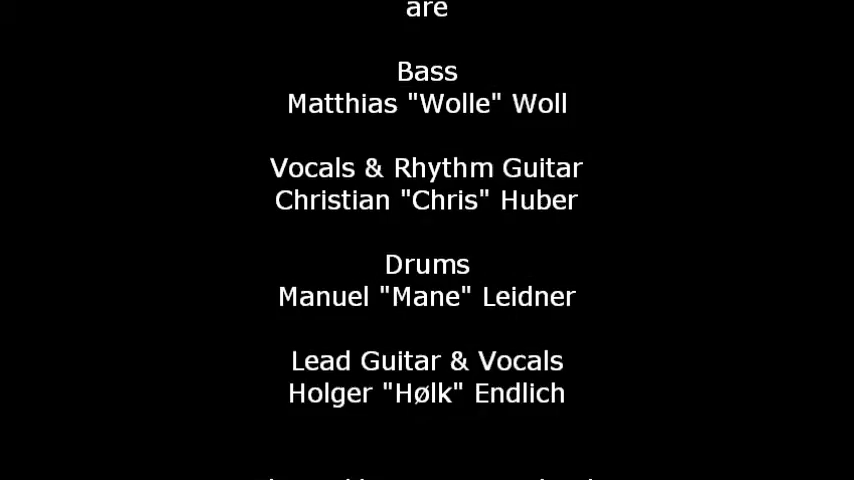 are
Bass
Matthias "Wolle" Woll
Vocals & Rhythm Guitar
Christian "Chris" Huber
Drums
Manuel "Mane" Leidner
Lead Guitar & Vocals
Holger "Hølk" Endlich